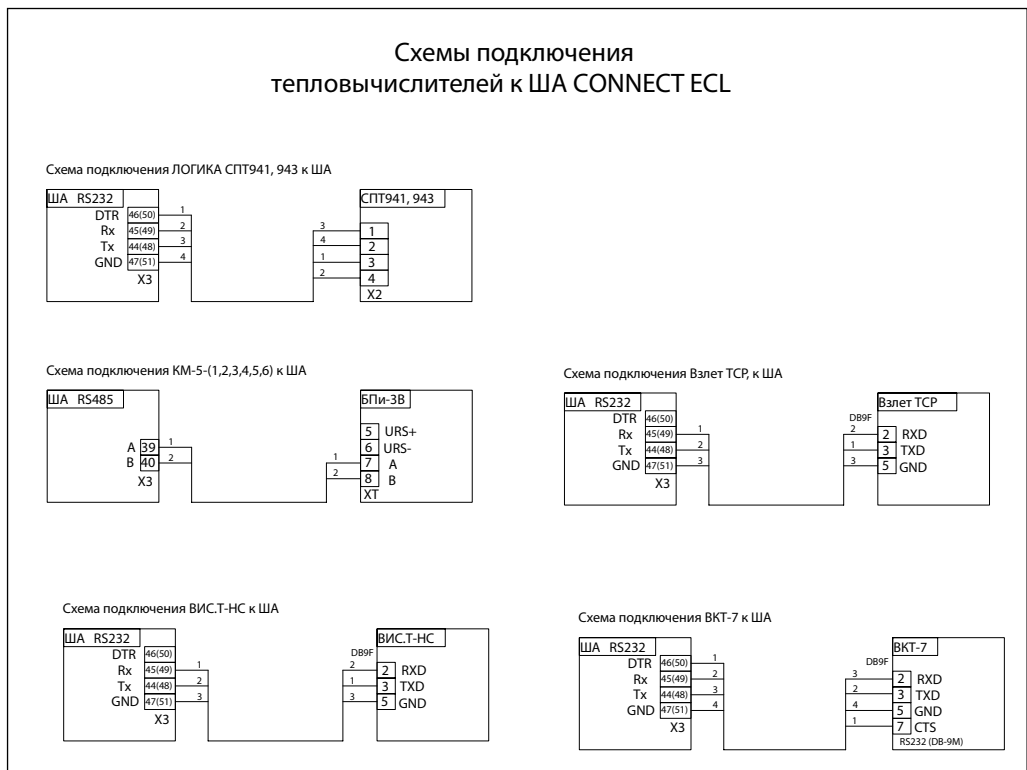 Схемы подключения
тепловычислителей к ША CONNECT ECL
Схема подключения ЛОГИКА СПТ941, 943 к ША
ША RS232
DTR 46(50) 1
Rx 45(49) 2
Tx 44(48) 3
GND 47(51) 4
X3
СПТ941, 943
3 1
4 2
1 3
2 4
X2
Схема подключения КМ-5-(1,2,3,4,5,6) к ША
ША RS485
A 39 1
B 40 2
X3
БПи-3В
5 URS+
6 URS-
1 7 A
2 8 B
XT
Схема подключения Взлет ТСР, к ША
ША RS232
DTR 46(50)
Rx 45(49) 1
Tx 44(48) 2
GND 47(51) 3
X3
Взлет ТСР
DB9F
2 2 RXD
1 3 TXD
3 5 GND
Схема подключения ВИС.Т-НС к ША
ША RS232
DTR 46(50)
Rx 45(49) 1
Tx 44(48) 2
GND 47(51) 3
X3
ВИС.Т-НС
DB9F
2 2 RXD
1 3 TXD
3 5 GND
Схема подключения ВКТ-7 к ША
ША RS232
DTR 46(50) 1
Rx 45(49) 2
Tx 44(48) 3
GND 47(51) 4
X3
ВКТ-7
DB9F
3 2 RXD
2 3 TXD
4 5 GND
1 7 CTS
RS232 (DB-9M)